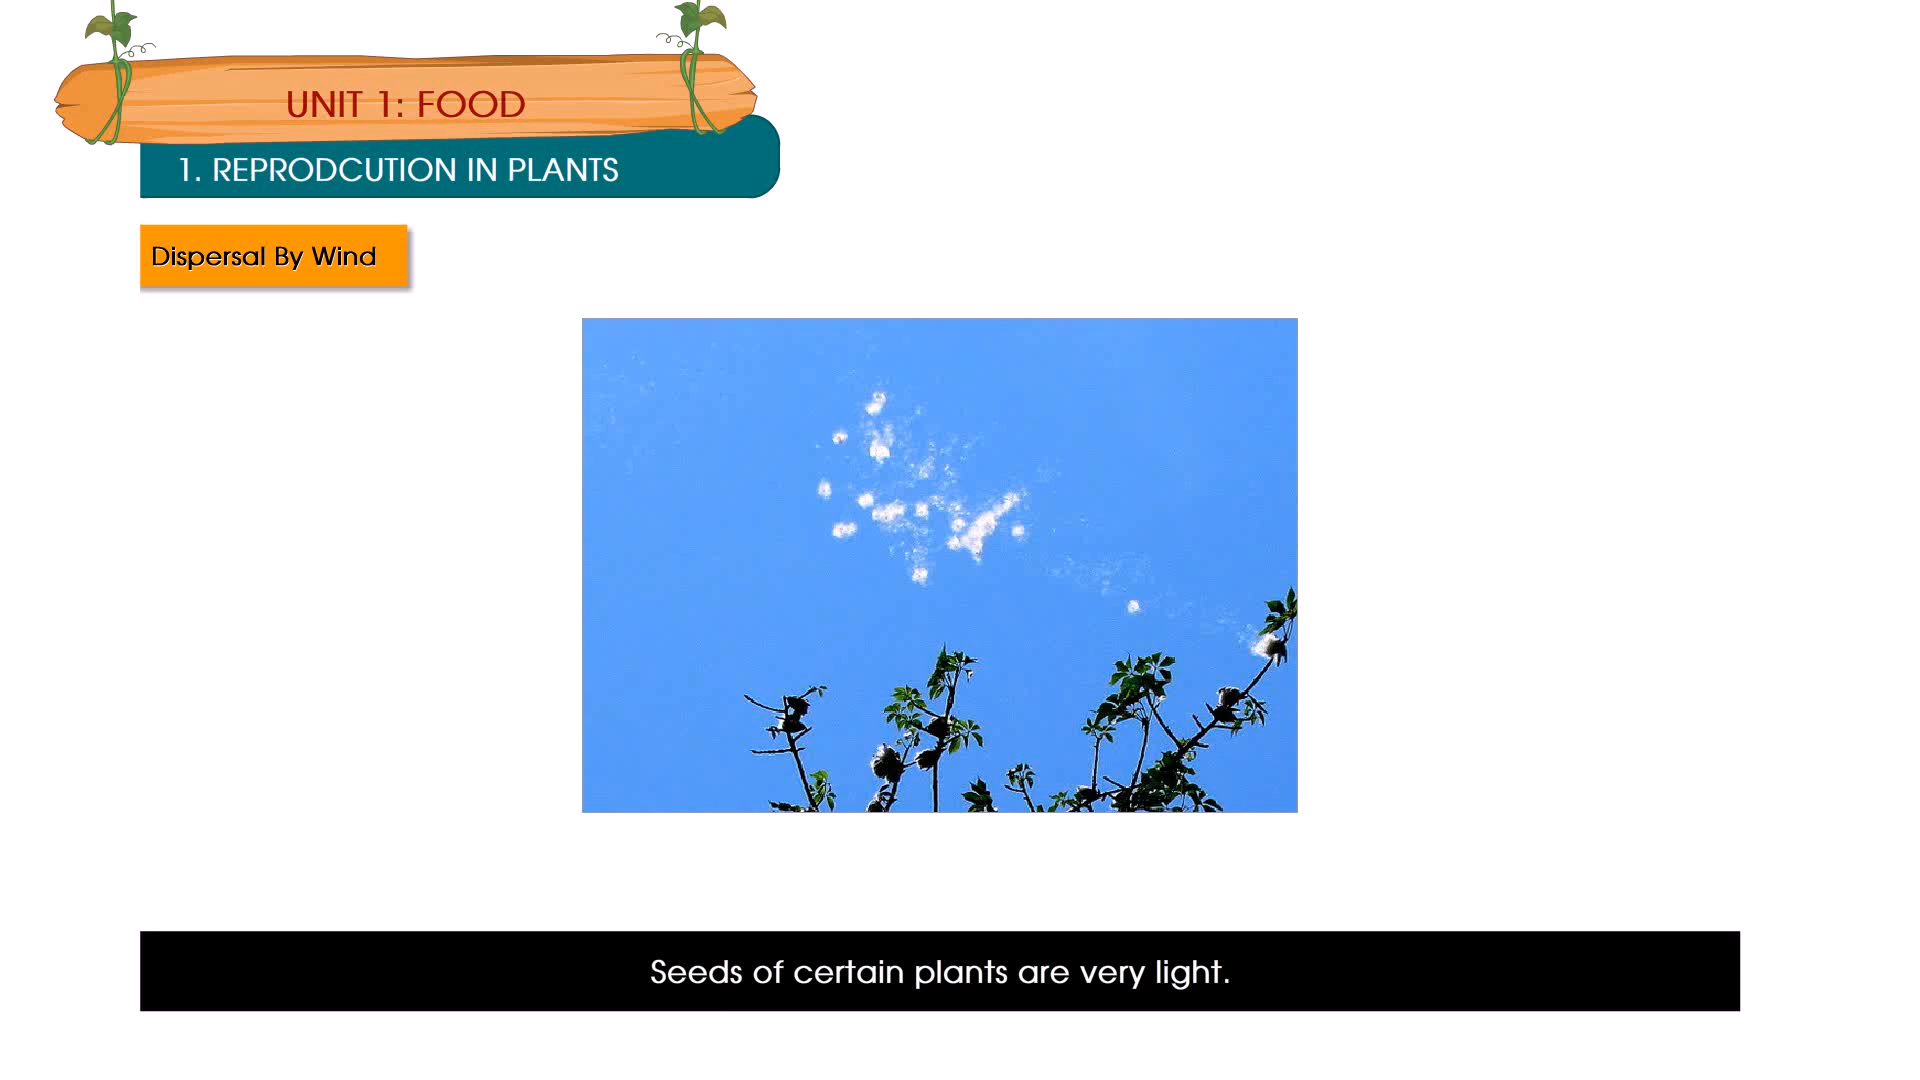 UNIT 1: FOOD
1. REPRODCUTION IN PLANTS
Dispersal By Wind
Seeds of certain plants are very light.